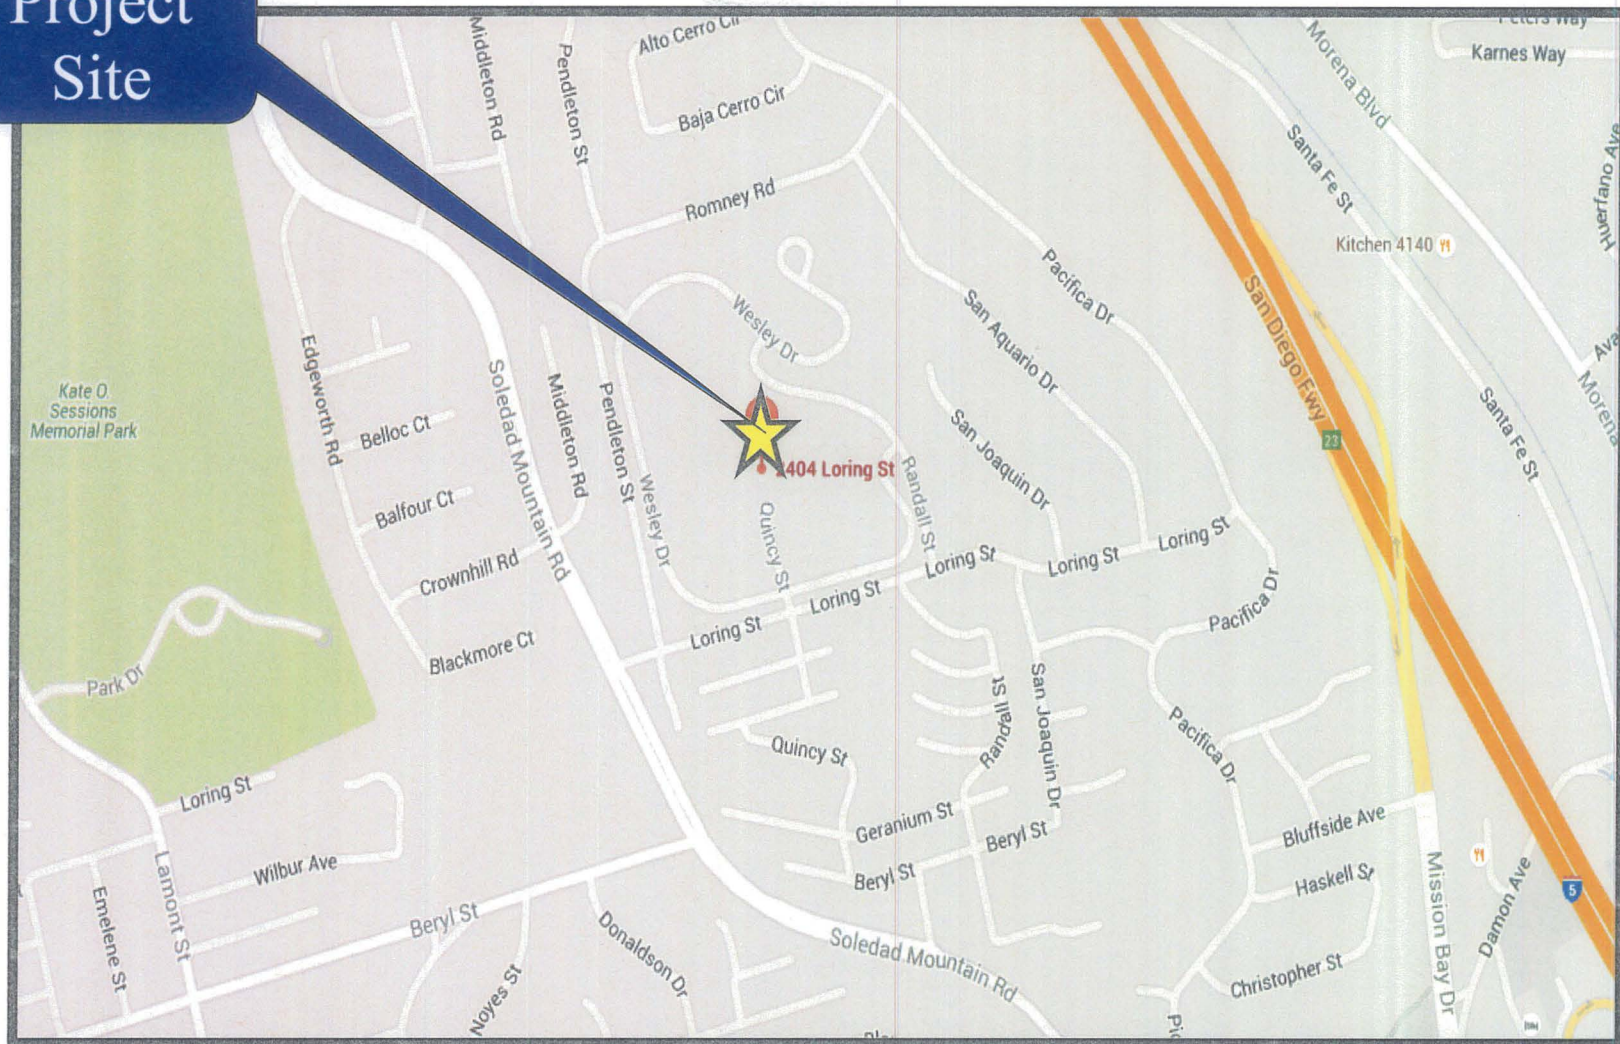 Project
Site
Middleton Rd
Pendleton St
Alto Cerro Cir
Baja Cerro Cir
Romney Rd
Morena Blvd
Peters Way
Karnes Way
Santa Fe St
Huerfano Ave
Kitchen 4140
Pacifica Dr
San Diego Fwy
Wesley Dr
San Aquario Dr
Edgeworth Rd
Soledad Mountain Rd
Middleton Rd
Pendleton St
Kate O.
Sessions
Memorial Park
Belloc Ct
San Joaquin Dr
Santa Fe St
Ava
Morena
23
2404 Loring St
Randall St
Wesley Dr
Quincy St
Balfour Ct
Crownhill Rd
Loring St
Loring St
Loring St
Loring St
Loring St
Pacifica Dr
Blackmore Ct
Park Dr
San Joaquin Dr
Randall St
Pacifica Dr
Quincy St
Loring St
Geranium St
Beryl St
Bluffside Ave
Wilbur Ave
Lamont St
Emelene St
Beryl St
Beryl St
Haskell St
Mission Bay Dr
Damon Ave
5
Donaldson Dr
Noyes St
Soledad Mountain Rd
Christopher St